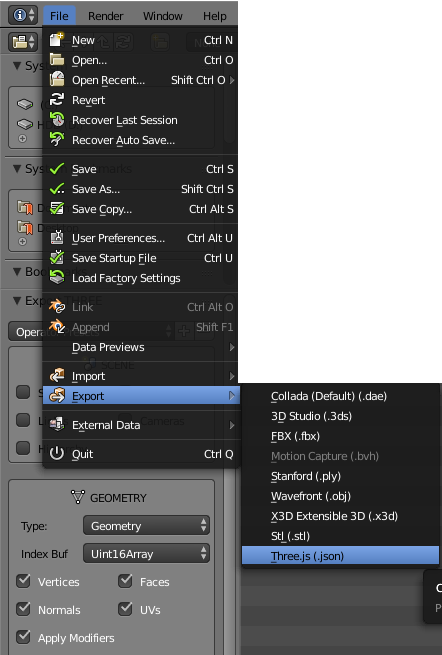 File Render Window Help
New Ctrl N
Open... Ctrl O
Open Recent... Shift Ctrl O
Revert
Recover Last Session
Recover Auto Save...
Save Ctrl S
Save As... Shift Ctrl S
Save Copy... Ctrl Alt S
User Preferences... Ctrl Alt U
Save Startup File Ctrl U
Load Factory Settings
Link Ctrl Alt O
Append Shift F1
Data Previews
Import
Export
External Data
Quit Ctrl Q
Collada (Default) (.dae)
3D Studio (.3ds)
FBX (.fbx)
Motion Capture (.bvh)
Stanford (.ply)
Wavefront (.obj)
X3D Extensible 3D (.x3d)
Stl (.stl)
Three.js (.json)
GEOMETRY
Type: Geometry
Index Buf Uint16Array
Vertices Faces
Normals UVs
Apply Modifiers